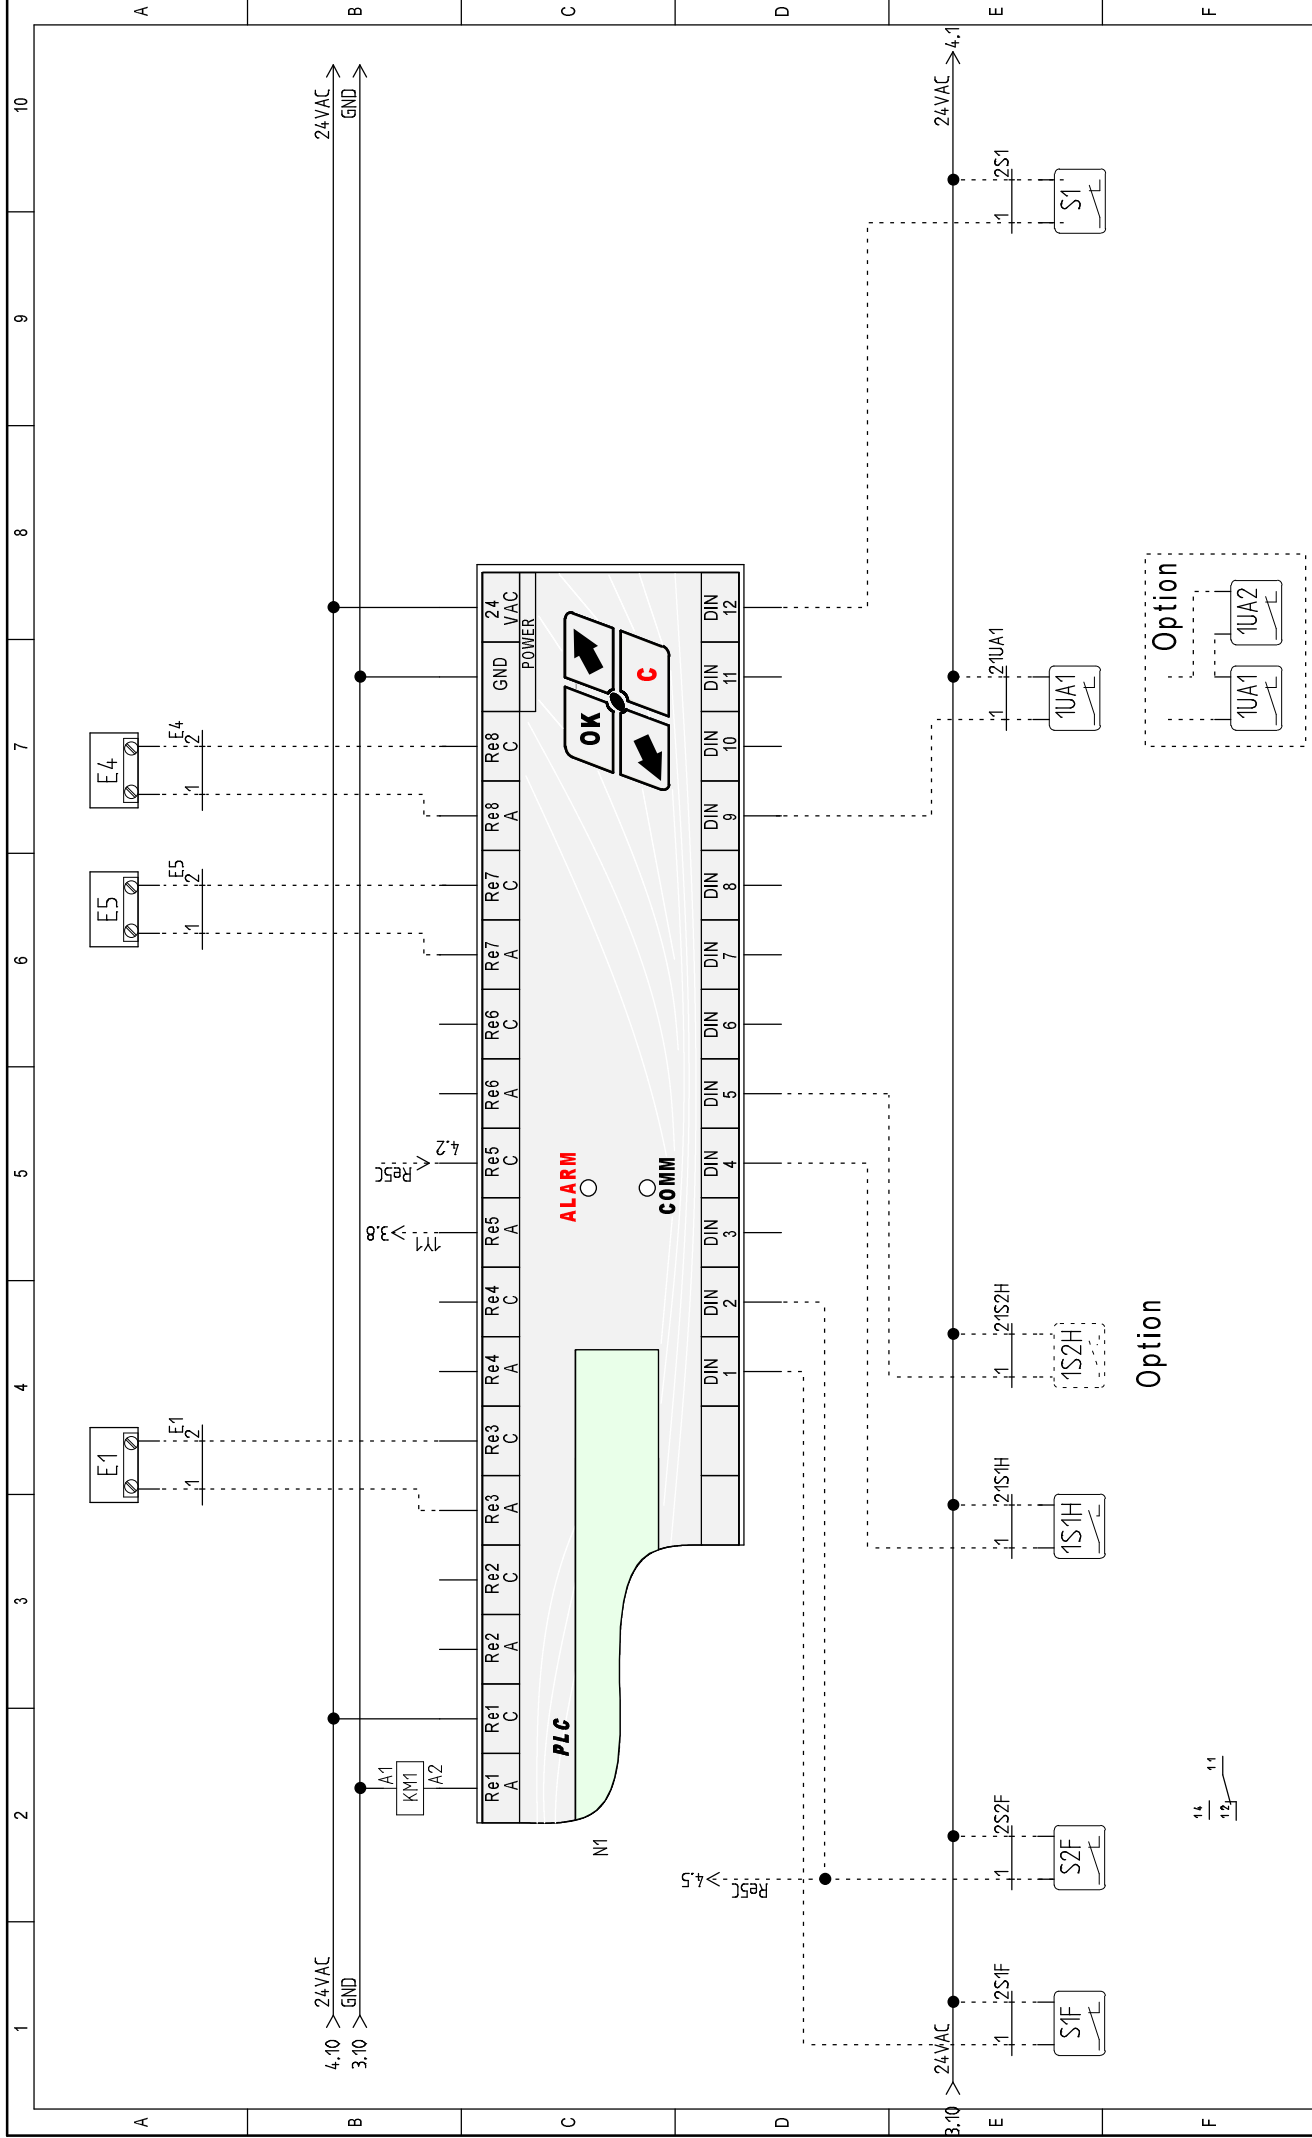 1 2 3 4 5 6 7 8 9 10
A A
E1 E5 E4
1 2 E1
1 2 E5
1 2 E4
B B
4.10 24VAC 24VAC
3.10 GND GND
A1 KM1 A2
3.8 1Y1
Re5C 4.2
C C
Re1 A
Re1 C
Re2 A
Re2 C
Re3 A
Re3 C
Re4 A
Re4 C
Re5 A
Re5 C
Re6 A
Re6 C
Re7 A
Re7 C
Re8 A
Re8 C
GND
24 VAC
POWER
PLC
N1
ALARM
COMM
OK
C
DIN 1
DIN 2
DIN 3
DIN 4
DIN 5
DIN 6
DIN 7
DIN 8
DIN 9
DIN 10
DIN 11
DIN 12
D D
4.5 Re5C
3.10 24VAC 24VAC 4.1
E E
1 2S1F
1 2S2F
1 21S1H
1 21S2H
1 21UA1
1 2S1
S1F S2F 1S1H 1S2H 1UA1 S1
Option
Option
1UA1 1UA2
14
12 11
F F